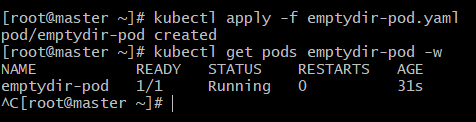 [root@master ~]# kubectl apply -f emptydir-pod.yaml
pod/emptydir-pod created
[root@master ~]# kubectl get pods emptydir-pod -w
NAME           READY   STATUS    RESTARTS   AGE
emptydir-pod   1/1     Running   0          31s
^C[root@master ~]#